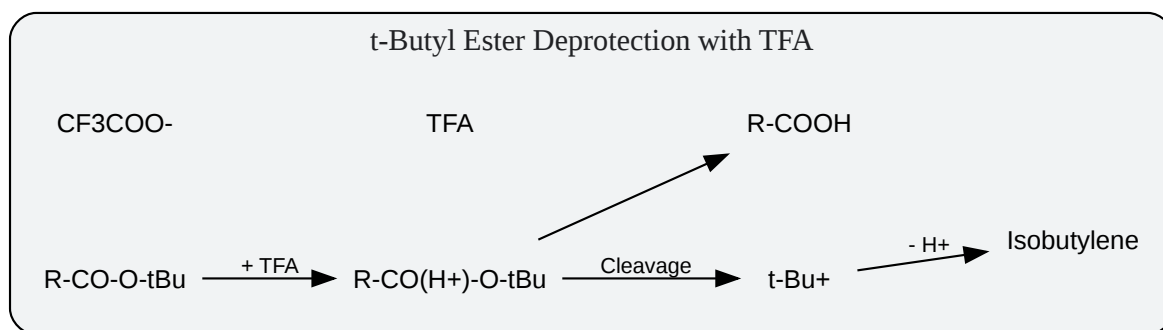 t-Butyl Ester Deprotection with TFA
CF3COO-
TFA
R-COOH
R-CO-O-tBu
+ TFA
R-CO(H+)-O-tBu
Cleavage
t-Bu+
- H+
Isobutylene